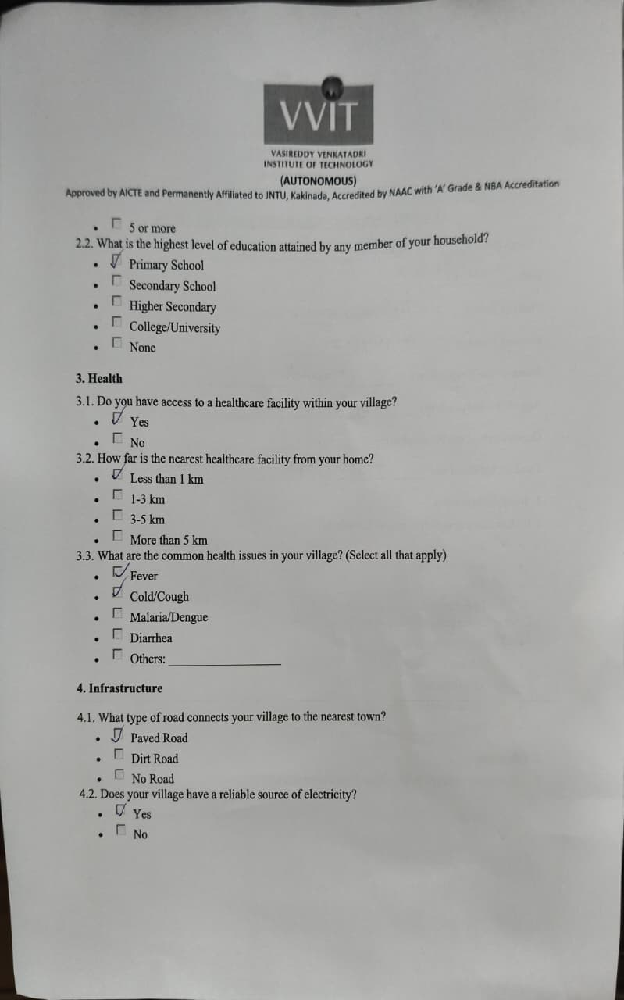 VVIT
VASIREDDY VENKATADRI
INSTITUTE OF TECHNOLOGY
(AUTONOMOUS)
Approved by AICTE and Permanently Affiliated to JNTU, Kakinada, Accredited by NAAC with 'A' Grade & NBA Accreditation
• ☐ 5 or more
2.2. What is the highest level of education attained by any member of your household?
• ☑ Primary School
• ☐ Secondary School
• ☐ Higher Secondary
• ☐ College/University
• ☐ None
3. Health
3.1. Do you have access to a healthcare facility within your village?
• ☑ Yes
• ☐ No
3.2. How far is the nearest healthcare facility from your home?
• ☑ Less than 1 km
• ☐ 1-3 km
• ☐ 3-5 km
• ☐ More than 5 km
3.3. What are the common health issues in your village? (Select all that apply)
• ☑ Fever
• ☑ Cold/Cough
• ☐ Malaria/Dengue
• ☐ Diarrhea
• ☐ Others: ____________________
4. Infrastructure
4.1. What type of road connects your village to the nearest town?
• ☑ Paved Road
• ☐ Dirt Road
• ☐ No Road
4.2. Does your village have a reliable source of electricity?
• ☑ Yes
• ☐ No